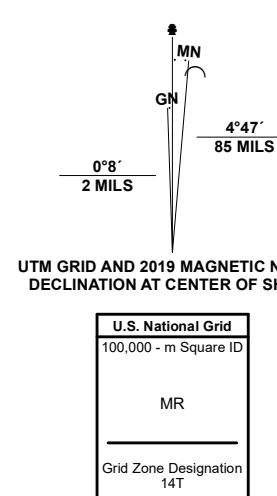 MN
GN
4°47´
85 MILS
0°8´
2 MILS
UTM GRID AND 2019 MAGNETIC N
DECLINATION AT CENTER OF SH
U.S. National Grid
100,000 - m Square ID
MR
Grid Zone Designation
14T